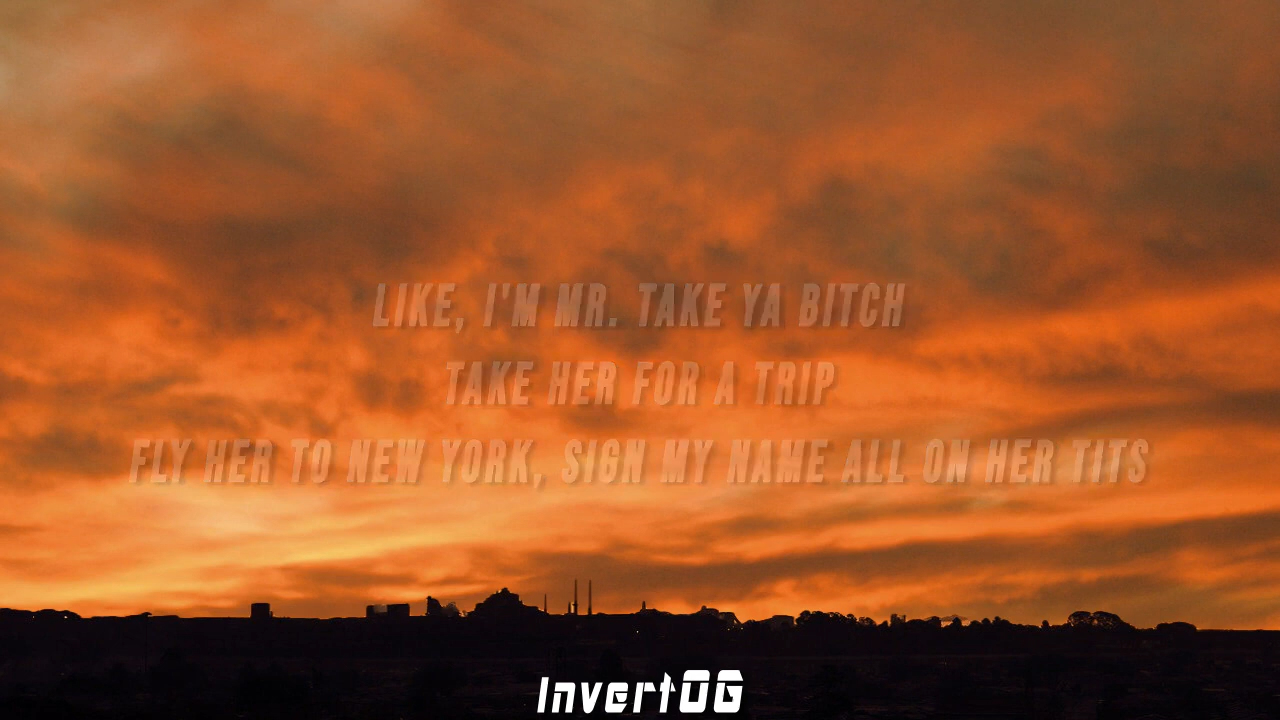 LIKE, I'M MR. TAKE YA BITCH
TAKE HER FOR A TRIP
FLY HER TO NEW YORK, SIGN MY NAME ALL ON HER TITS
InvertOG